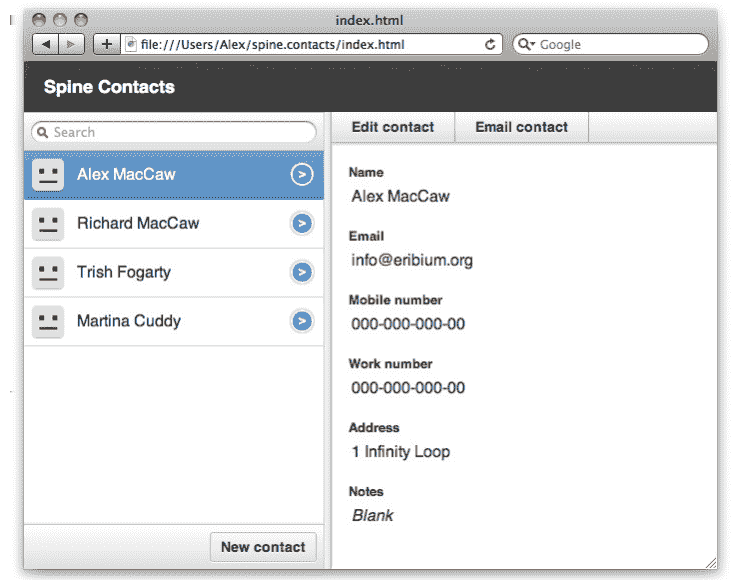 index.html
file:///Users/Alex/spine.contacts/index.html
Google
Spine Contacts
Search
Alex MacCaw
Richard MacCaw
Trish Fogarty
Martina Cuddy
New contact
Edit contact Email contact
Name
Alex MacCaw
Email
info@eribium.org
Mobile number
000-000-000-00
Work number
000-000-000-00
Address
1 Infinity Loop
Notes
Blank